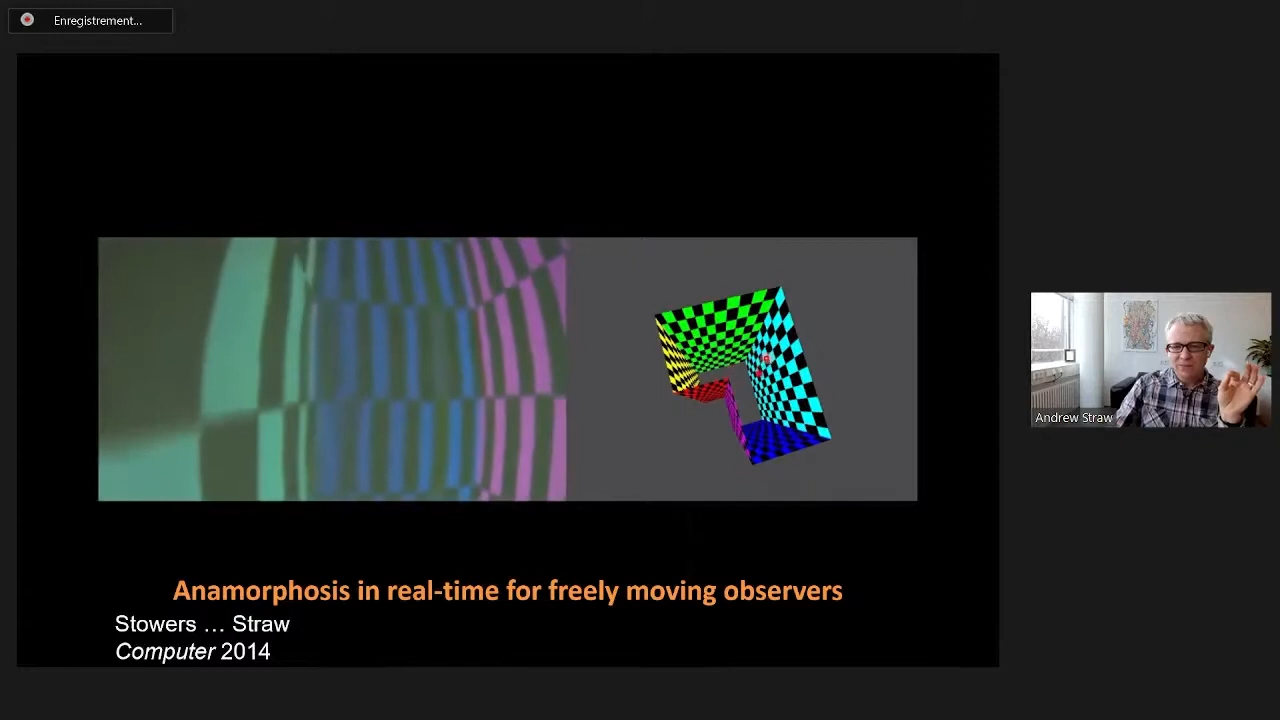 Enregistrement...
Andrew Straw
Anamorphosis in real-time for freely moving observers
Stowers … Straw
Computer 2014